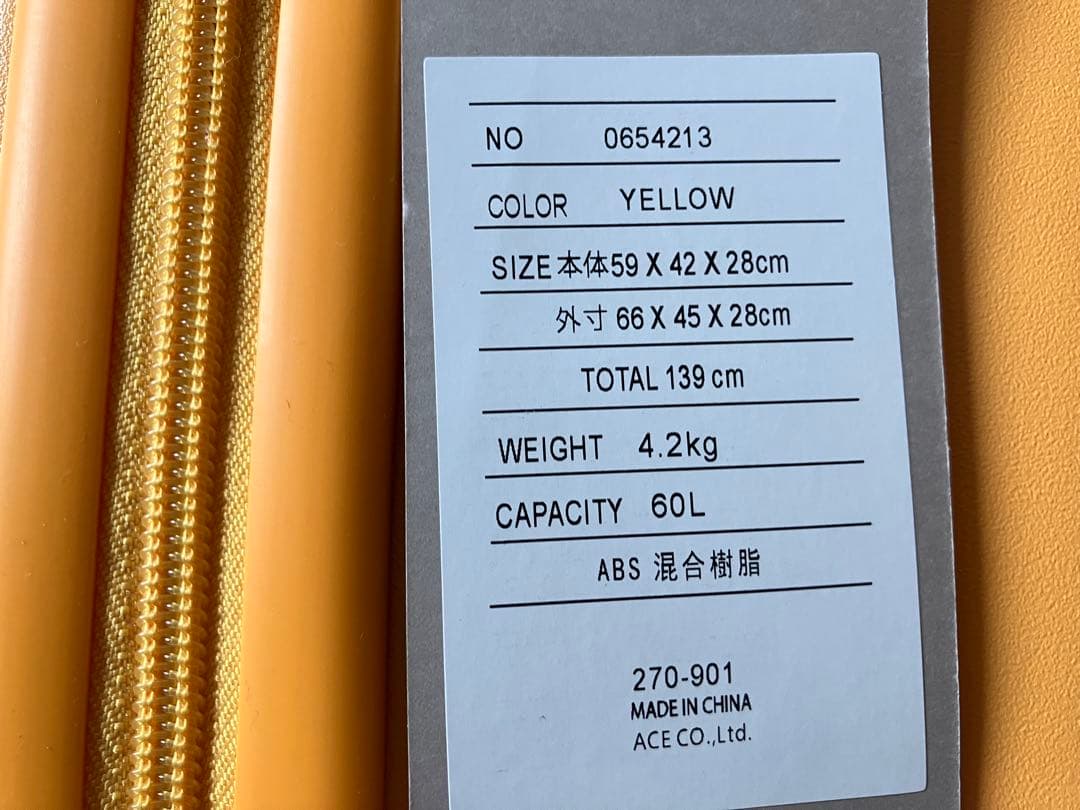 NO 0654213
COLOR YELLOW
SIZE 本体59 X 42 X 28cm
外寸 66 X 45 X 28cm
TOTAL 139 cm
WEIGHT 4.2kg
CAPACITY 60L
ABS 混合樹脂
270-901
MADE IN CHINA
ACE CO.,Ltd.